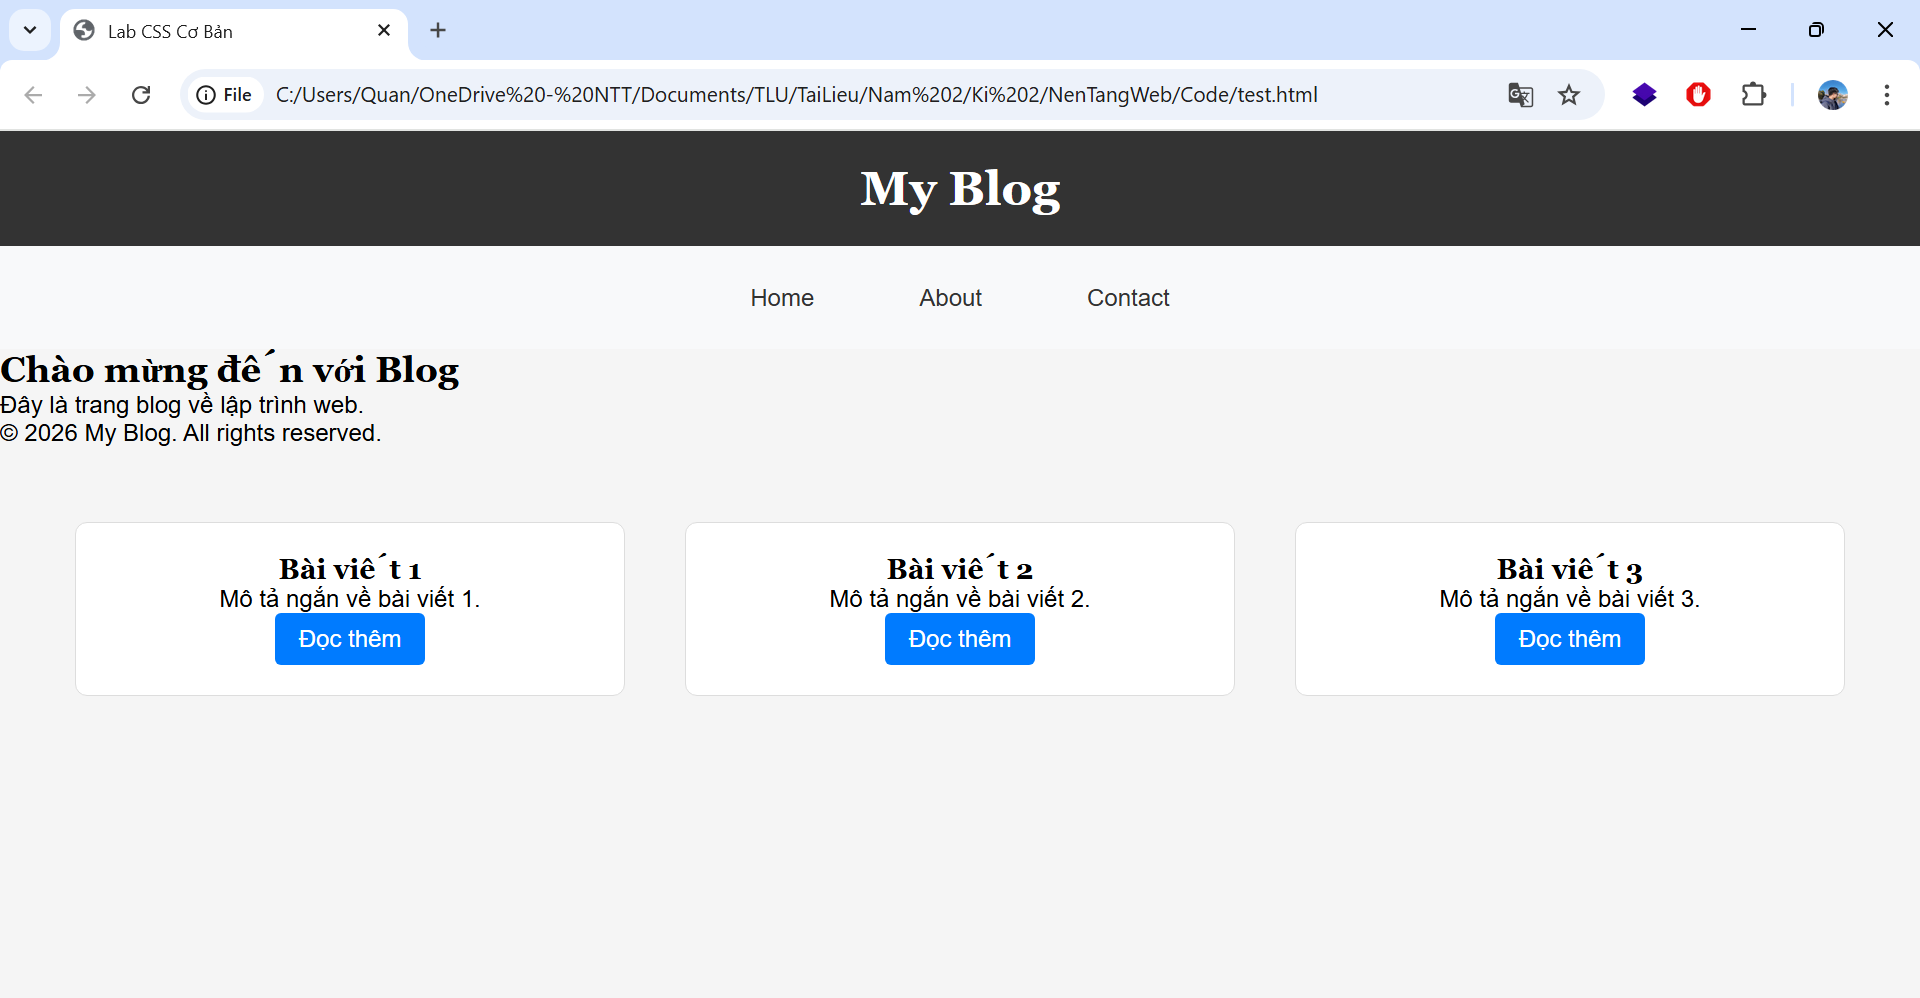 Lab CSS Cơ Bản
File C:/Users/Quan/OneDrive%20-%20NTT/Documents/TLU/TaiLieu/Nam%202/Ki%202/NenTangWeb/Code/test.html
My Blog
Home About Contact
Chào mừng đến với Blog
Đây là trang blog về lập trình web.
© 2026 My Blog. All rights reserved.
Bài viết 1
Mô tả ngắn về bài viết 1.
Đọc thêm
Bài viết 2
Mô tả ngắn về bài viết 2.
Đọc thêm
Bài viết 3
Mô tả ngắn về bài viết 3.
Đọc thêm